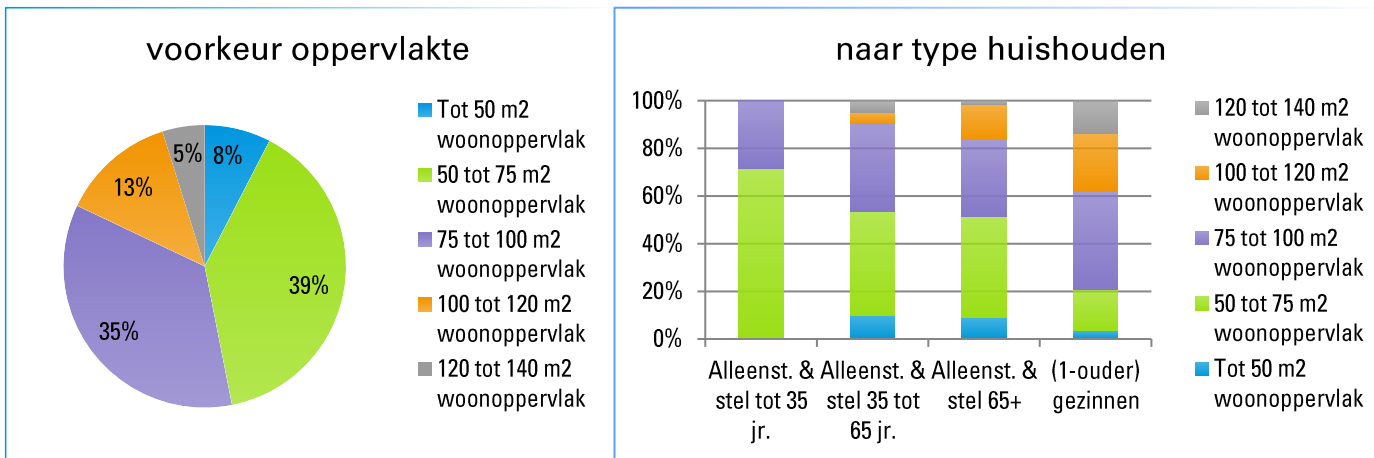 voorkeur oppervlakte
8%
39%
35%
13%
5%
Tot 50 m2
woonoppervlak
50 tot 75 m2
woonoppervlak
75 tot 100 m2
woonoppervlak
100 tot 120 m2
woonoppervlak
120 tot 140 m2
woonoppervlak
naar type huishouden
100%
80%
60%
40%
20%
0%
Alleenst. &
stel tot 35
jr.
Alleenst. &
stel 35 tot
65 jr.
Alleenst. &
stel 65+
(1-ouder)
gezinnen
120 tot 140 m2
woonoppervlak
100 tot 120 m2
woonoppervlak
75 tot 100 m2
woonoppervlak
50 tot 75 m2
woonoppervlak
Tot 50 m2
woonoppervlak